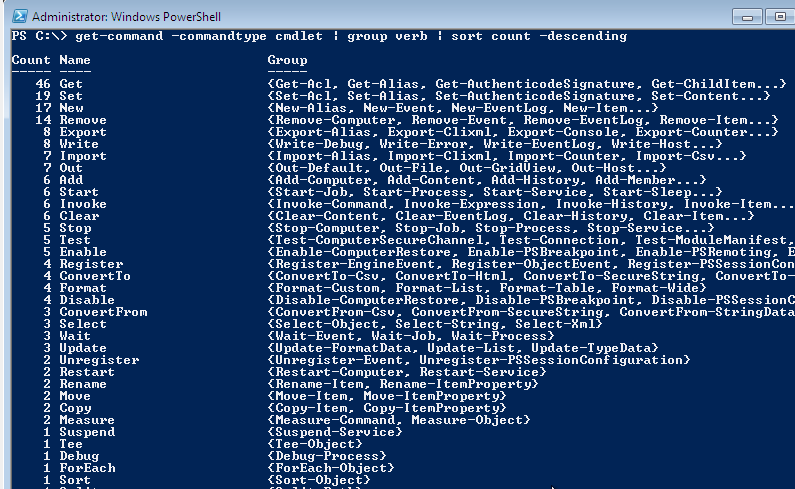 Administrator: Windows PowerShell
PS C:\> get-command -commandtype cmdlet | group verb | sort count -descending
Count Name Group
----- ---- -----
46 Get {Get-Acl, Get-Alias, Get-AuthenticodeSignature, Get-ChildItem...}
19 Set {Set-Acl, Set-Alias, Set-AuthenticodeSignature, Set-Content...}
17 New {New-Alias, New-Event, New-EventLog, New-Item...}
14 Remove {Remove-Computer, Remove-Event, Remove-EventLog, Remove-Item...}
8 Export {Export-Alias, Export-Clixml, Export-Console, Export-Counter...}
8 Write {Write-Debug, Write-Error, Write-EventLog, Write-Host...}
7 Import {Import-Alias, Import-Clixml, Import-Counter, Import-Csv...}
7 Out {Out-Default, Out-File, Out-GridView, Out-Host...}
6 Add {Add-Computer, Add-Content, Add-History, Add-Member...}
6 Start {Start-Job, Start-Process, Start-Service, Start-Sleep...}
6 Invoke {Invoke-Command, Invoke-Expression, Invoke-History, Invoke-Item...
6 Clear {Clear-Content, Clear-EventLog, Clear-History, Clear-Item...}
5 Stop {Stop-Computer, Stop-Job, Stop-Process, Stop-Service...}
5 Test {Test-ComputerSecureChannel, Test-Connection, Test-ModuleManifest,
5 Enable {Enable-ComputerRestore, Enable-PSBreakpoint, Enable-PSRemoting, E
4 Register {Register-EngineEvent, Register-ObjectEvent, Register-PSSessionCon
4 ConvertTo {ConvertTo-Csv, ConvertTo-Html, ConvertTo-SecureString, ConvertTo-
4 Format {Format-Custom, Format-List, Format-Table, Format-Wide}
4 Disable {Disable-ComputerRestore, Disable-PSBreakpoint, Disable-PSSessionC
3 ConvertFrom {ConvertFrom-Csv, ConvertFrom-SecureString, ConvertFrom-StringData
3 Select {Select-Object, Select-String, Select-Xml}
3 Wait {Wait-Event, Wait-Job, Wait-Process}
3 Update {Update-FormatData, Update-List, Update-TypeData}
2 Unregister {Unregister-Event, Unregister-PSSessionConfiguration}
2 Restart {Restart-Computer, Restart-Service}
2 Rename {Rename-Item, Rename-ItemProperty}
2 Move {Move-Item, Move-ItemProperty}
2 Copy {Copy-Item, Copy-ItemProperty}
2 Measure {Measure-Command, Measure-Object}
1 Suspend {Suspend-Service}
1 Tee {Tee-Object}
1 Debug {Debug-Process}
1 ForEach {ForEach-Object}
1 Sort {Sort-Object}